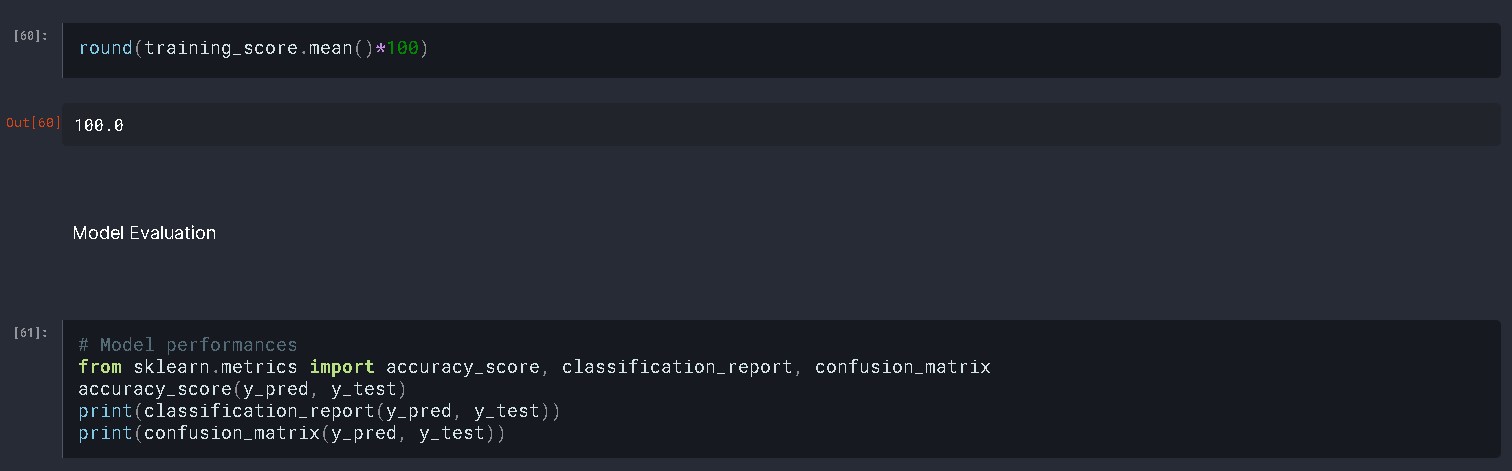 [60]:
round(training_score.mean()*100)
Out[60]
100.0
Model Evaluation
[61]:
# Model performances
from sklearn.metrics import accuracy_score, classification_report, confusion_matrix
accuracy_score(y_pred, y_test)
print(classification_report(y_pred, y_test))
print(confusion_matrix(y_pred, y_test))